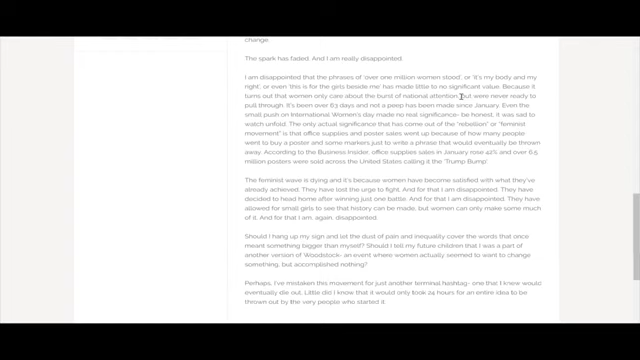 change.
The spark has faded. And I am really disappointed.
I am disappointed that the phrases of 'over one million women stood', or 'it's my body and my
right', or even 'this is for the girls beside me' has made little to no significant value. Because it
turns out that women only care about the burst of national attention, but were never ready to
pull through. It's been over 63 days and not a peep has been made since January. Even the
small push on International Women's day made no real significance- be honest, it was sad to
watch unfold. The only actual significance that has come out of the "rebellion" or "feminist
movement" is that office supplies and poster sales went up because of how many people
went to buy a poster and some markers just to write a phrase that would eventually be thrown
away. According to the Business Insider, office supplies sales in January rose 42% and over 6.5
million posters were sold across the United States calling it the 'Trump Bump'.
The feminist wave is dying and it's because women have become satisfied with what they've
already achieved. They have lost the urge to fight. And for that I am disappointed. They have
decided to head home after winning just one battle. And for that I am disappointed. They have
allowed for small girls to see that history can be made, but women can only make some much
of it. And for that I am, again, disappointed.
Should I hang up my sign and let the dust of pain and inequality cover the words that once
meant something bigger than myself? Should I tell my future children that I was a part of
another version of Woodstock- an event where women actually seemed to want to change
something, but accomplished nothing?
Perhaps, I've mistaken this movement for just another terminal hashtag- one that I knew would
eventually die out. Little did I know that it would only took 24 hours for an entire idea to be
thrown out by the very people who started it.